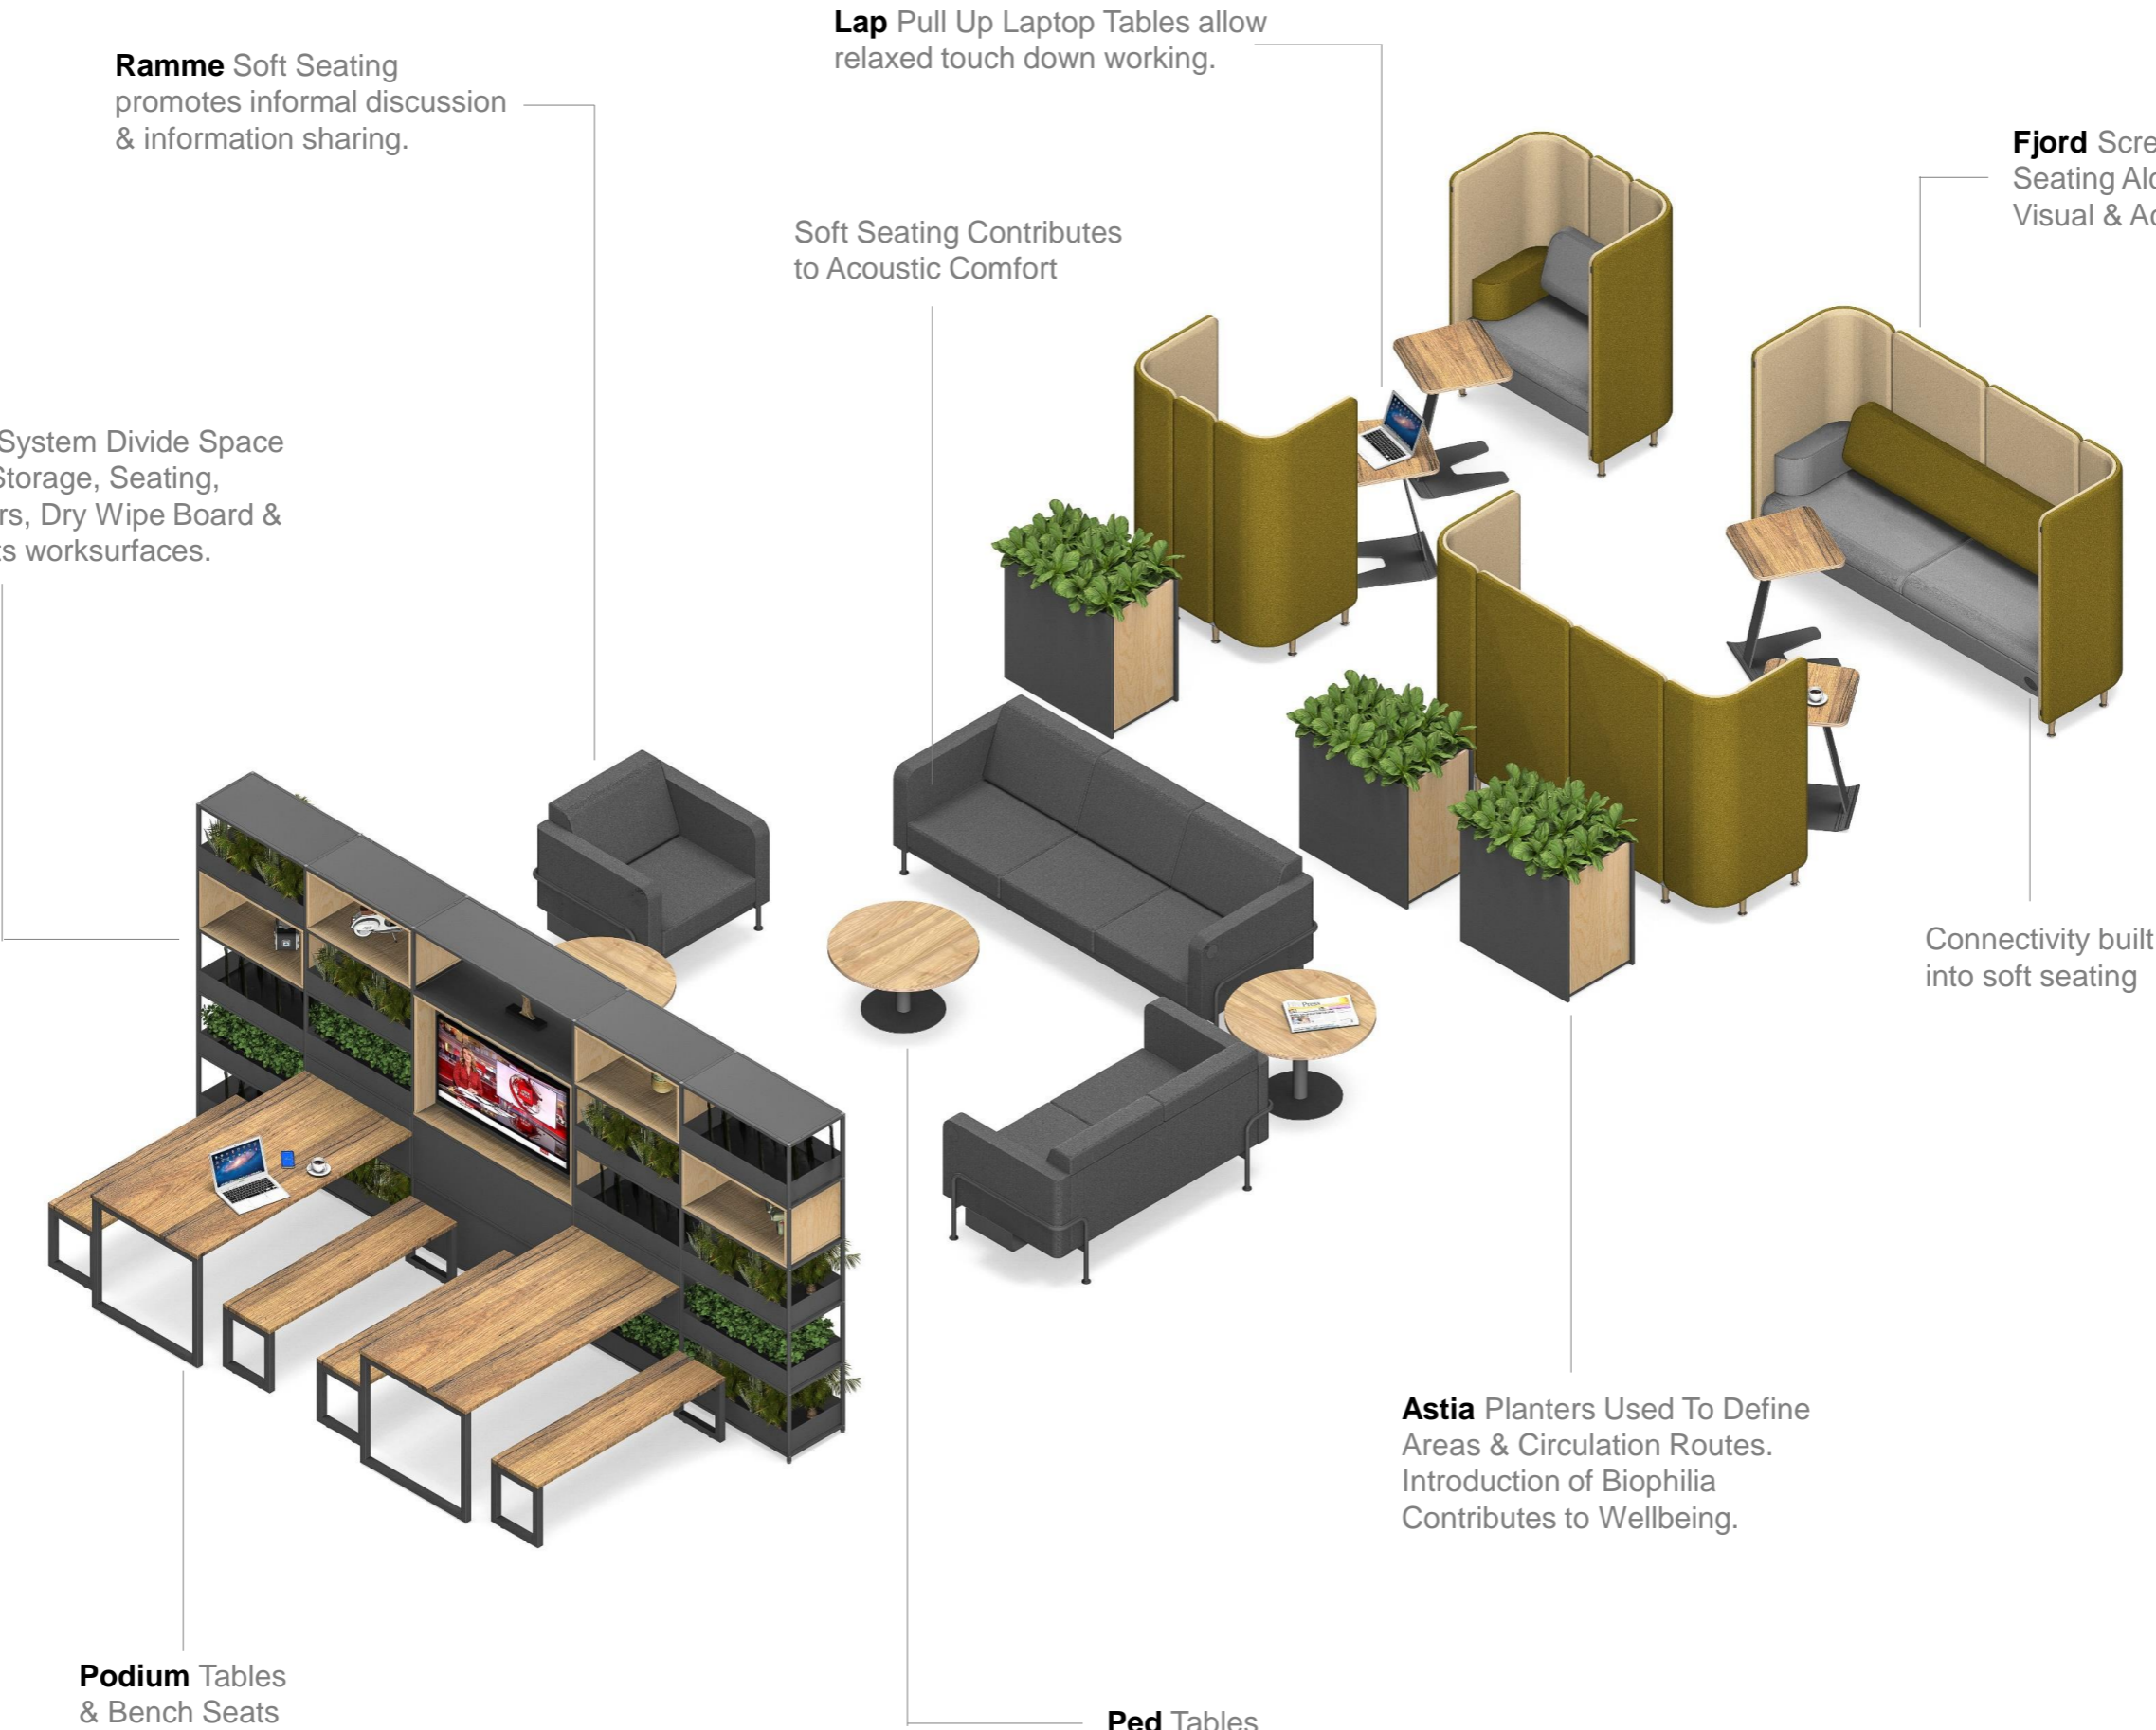 Lap Pull Up Laptop Tables allow
relaxed touch down working.
Ramme Soft Seating
promotes informal discussion
& information sharing.
Fjord
Seating
Visual &
Soft Seating Contributes
to Acoustic Comfort
System Divide Space
Storage, Seating,
Dry Wipe Board &
worksurfaces.
Connectivity built
into soft seating
Astia Planters Used To Define
Areas & Circulation Routes.
Introduction of Biophilia
Contributes to Wellbeing.
Podium Tables
& Bench Seats
Ped Tables